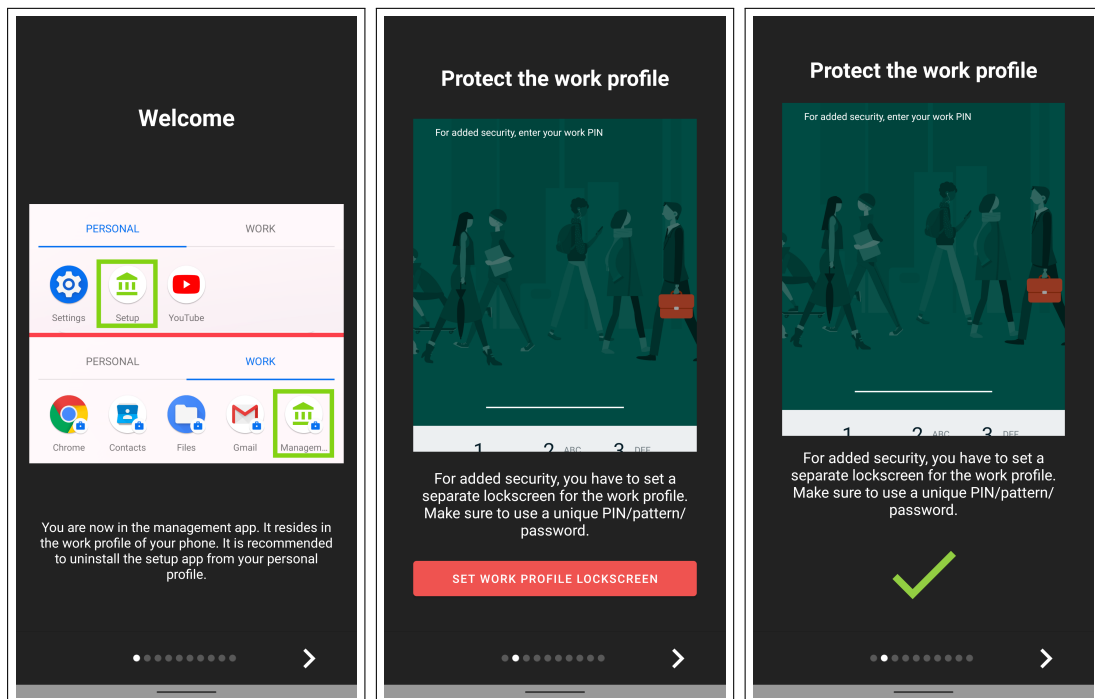 Welcome
PERSONAL WORK
Settings Setup YouTube
PERSONAL WORK
Chrome Contacts Files Gmail Managem...
You are now in the management app. It resides in
the work profile of your phone. It is recommended
to uninstall the setup app from your personal
profile.
Protect the work profile
For added security, enter your work PIN
1 2 ABC 3 DEF
For added security, you have to set a
separate lockscreen for the work profile.
Make sure to use a unique PIN/pattern/
password.
SET WORK PROFILE LOCKSCREEN
Protect the work profile
For added security, enter your work PIN
1 2 ABC 3 DEF
For added security, you have to set a
separate lockscreen for the work profile.
Make sure to use a unique PIN/pattern/
password.